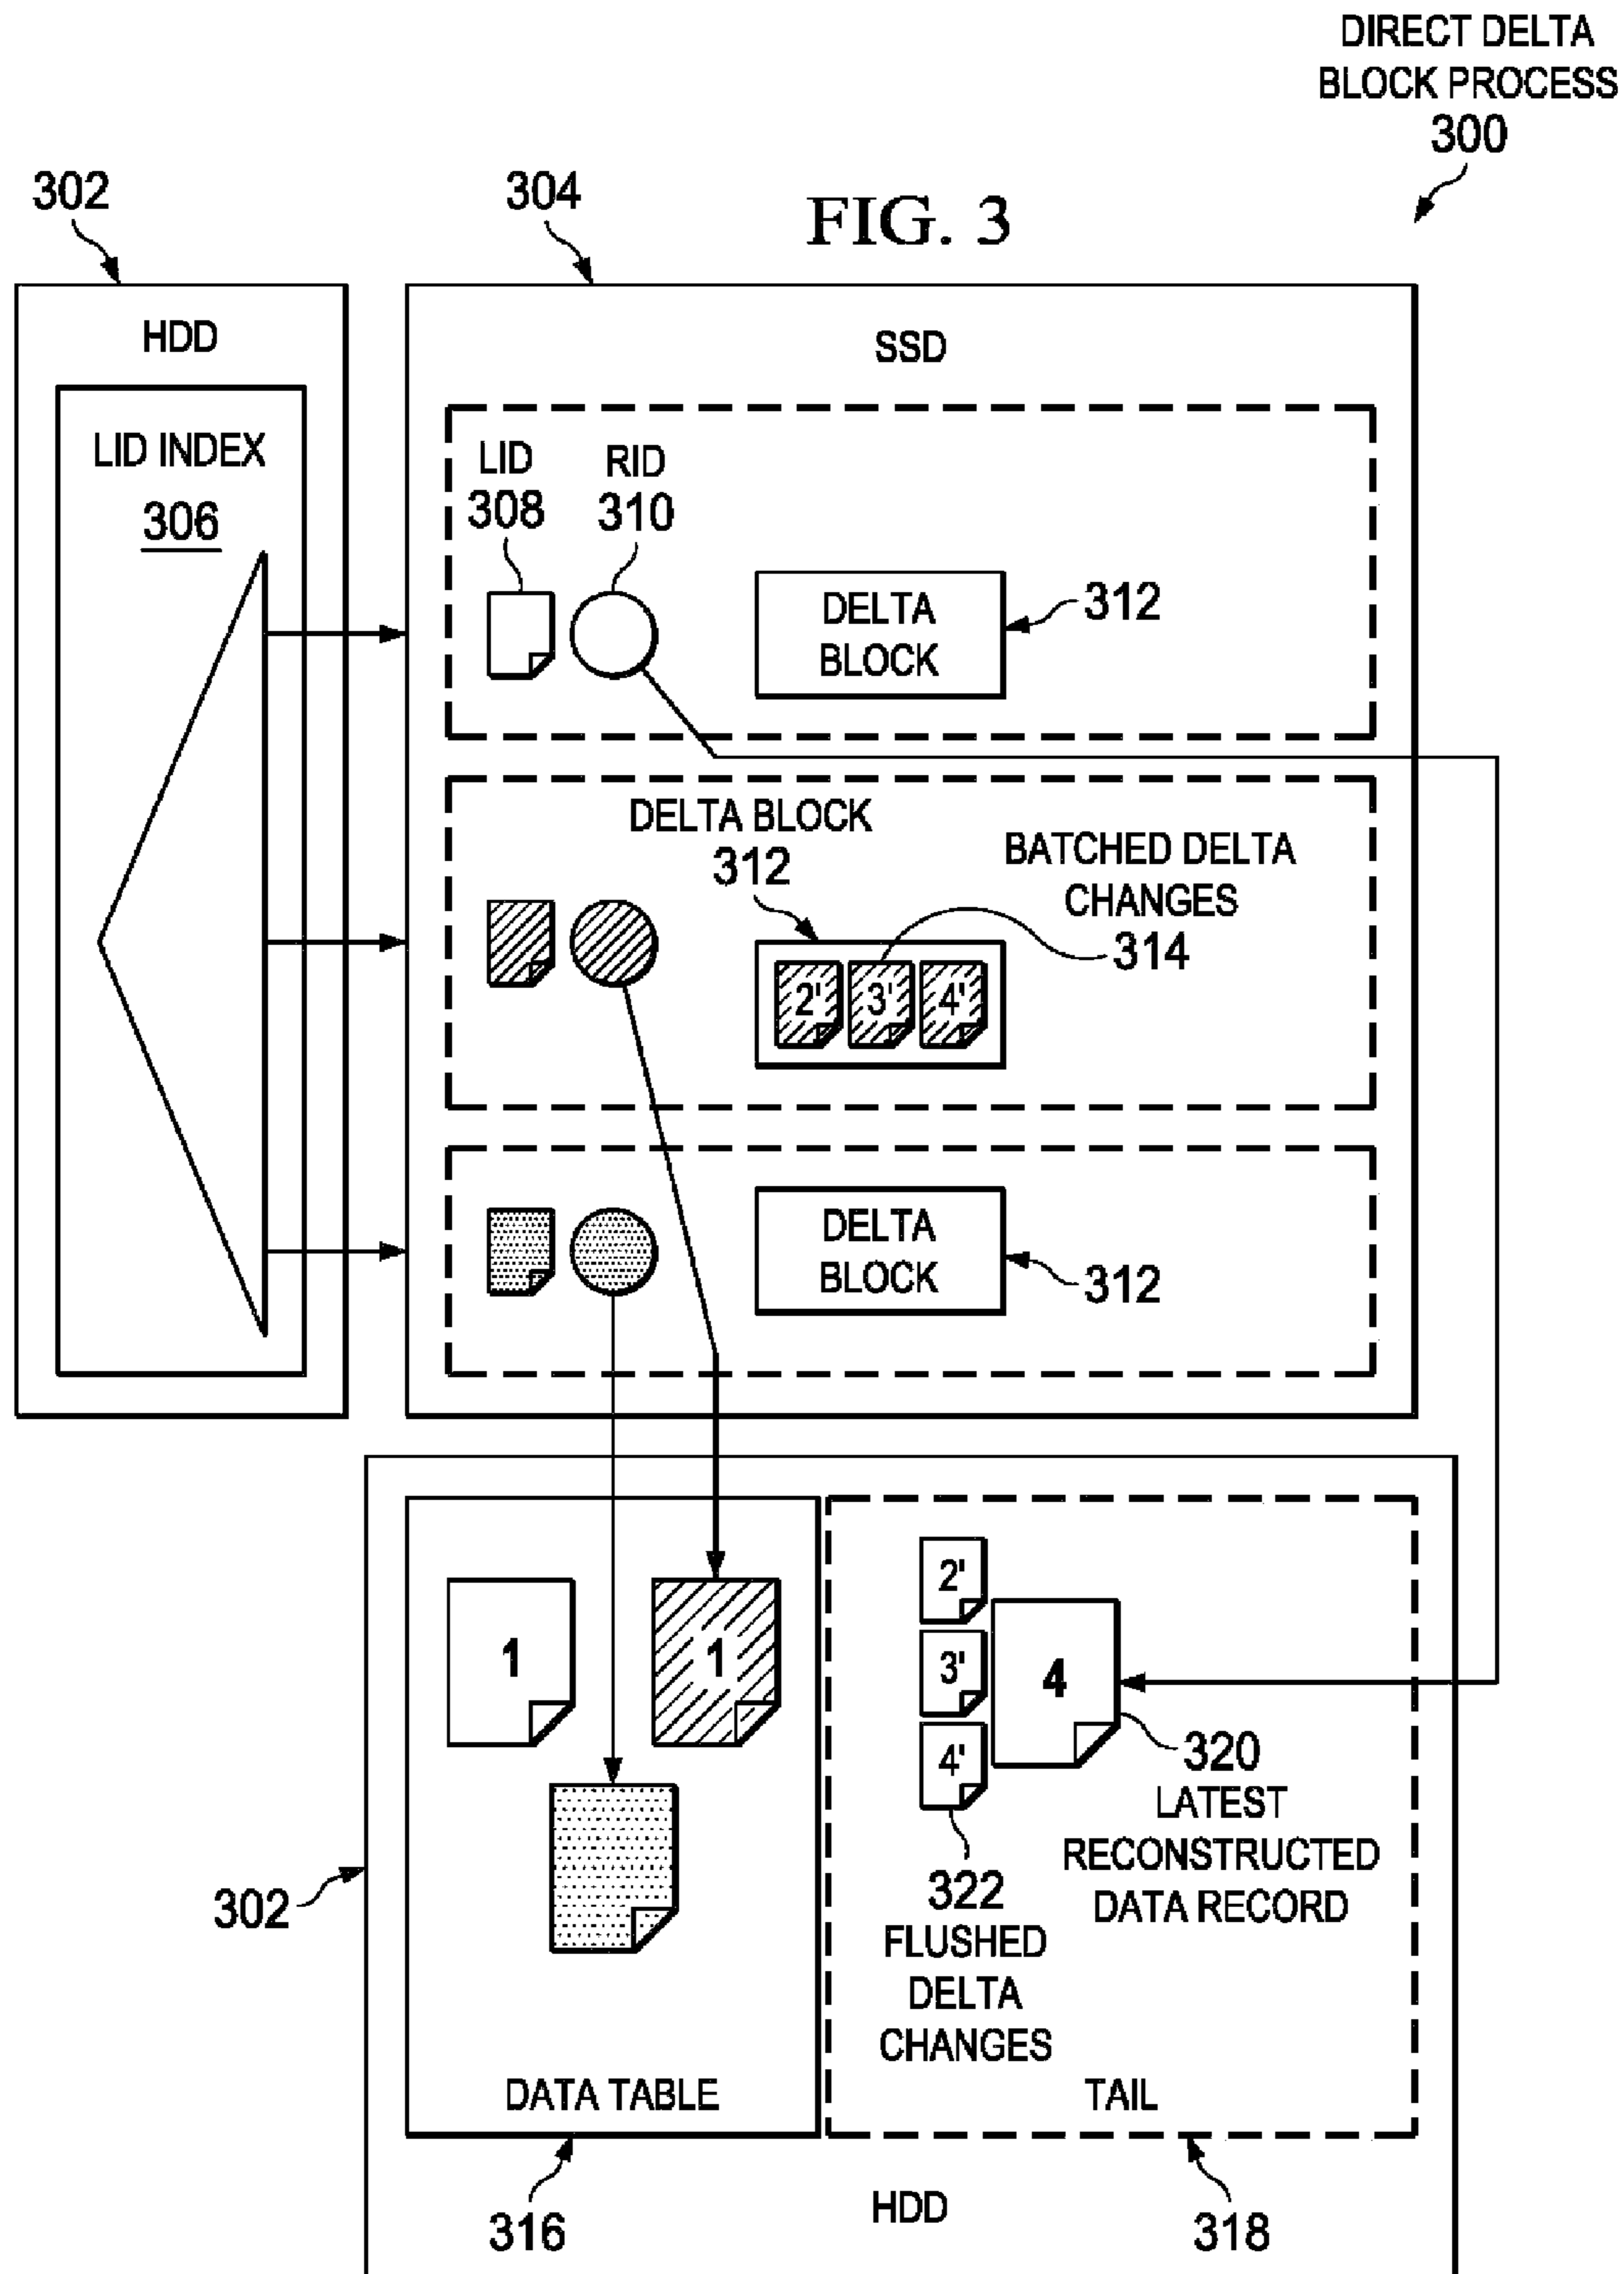 DIRECT DELTA
BLOCK PROCESS
300
302
304
FIG. 3
HDD
SSD
LID INDEX
306
LID
308
RID
310
DELTA
BLOCK
312
DELTA BLOCK
312
BATCHED DELTA
CHANGES
314
2'
3'
4'
DELTA
BLOCK
312
1
1
2'
3'
4'
4
320
LATEST
RECONSTRUCTED
DATA RECORD
302
322
FLUSHED
DELTA
CHANGES
DATA TABLE
TAIL
316
HDD
318